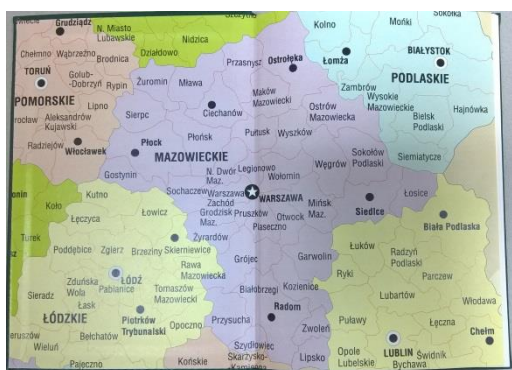 Grudziądz
N. Miasto
Lubawskie
Nidzica
Kolno
Mońki
Sokółka
Chełmno
Wąbrzeźno
Brodnica
Działdowo
Przasnysz
Ostrołęka
Łomża
BIAŁYSTOK
TORUŃ
Golub-
-Dobrzyń
Rypin
Żuromin
Mława
PODLASKIE
POMORSKIE
Lipno
Maków
Mazowiecki
Zambrów
Wysokie
Mazowieckie
Hajnówka
Aleksandrów
Kujawski
Sierpc
Ciechanów
Ostrów
Mazowiecka
Bielsk
Podlaski
Radziejów
Włocławek
Płock
Płońsk
Pułtusk
Wyszków
MAZOWIECKIE
Sokołów
Podlaski
Siemiatycze
Gostynin
N. Dwór
Maz.
Legionowo
Wołomin
Węgrów
Kutno
Sochaczew
Warszawa
Zachód
WARSZAWA
Mińsk
Maz.
Siedlce
Łosice
Koło
Łęczyca
Łowicz
Grodzisk
Maz.
Pruszków
Otwock
Piaseczno
Biała Podlaska
Turek
Poddębice
Zgierz
Brzeziny
Skierniewice
Żyrardów
Grójec
Garwolin
Łuków
Radzyń
Podlaski
Rawa
Mazowiecka
ŁÓDŹ
Zduńska
Wola
Pabianice
Tomaszów
Mazowiecki
Białobrzegi
Kozienice
Ryki
Parczew
Sieradz
Łask
Lubartów
Włodawa
ŁÓDZKIE
Piotrków
Trybunalski
Opoczno
Przysucha
Radom
Zwoleń
Puławy
Łęczna
Chełm
Wieluń
Bełchatów
Szydłowiec
Pajęczno
Końskie
Skarżysko-
Lipsko
Opole
Lubelskie
LUBLIN
Świdnik
Bychawa